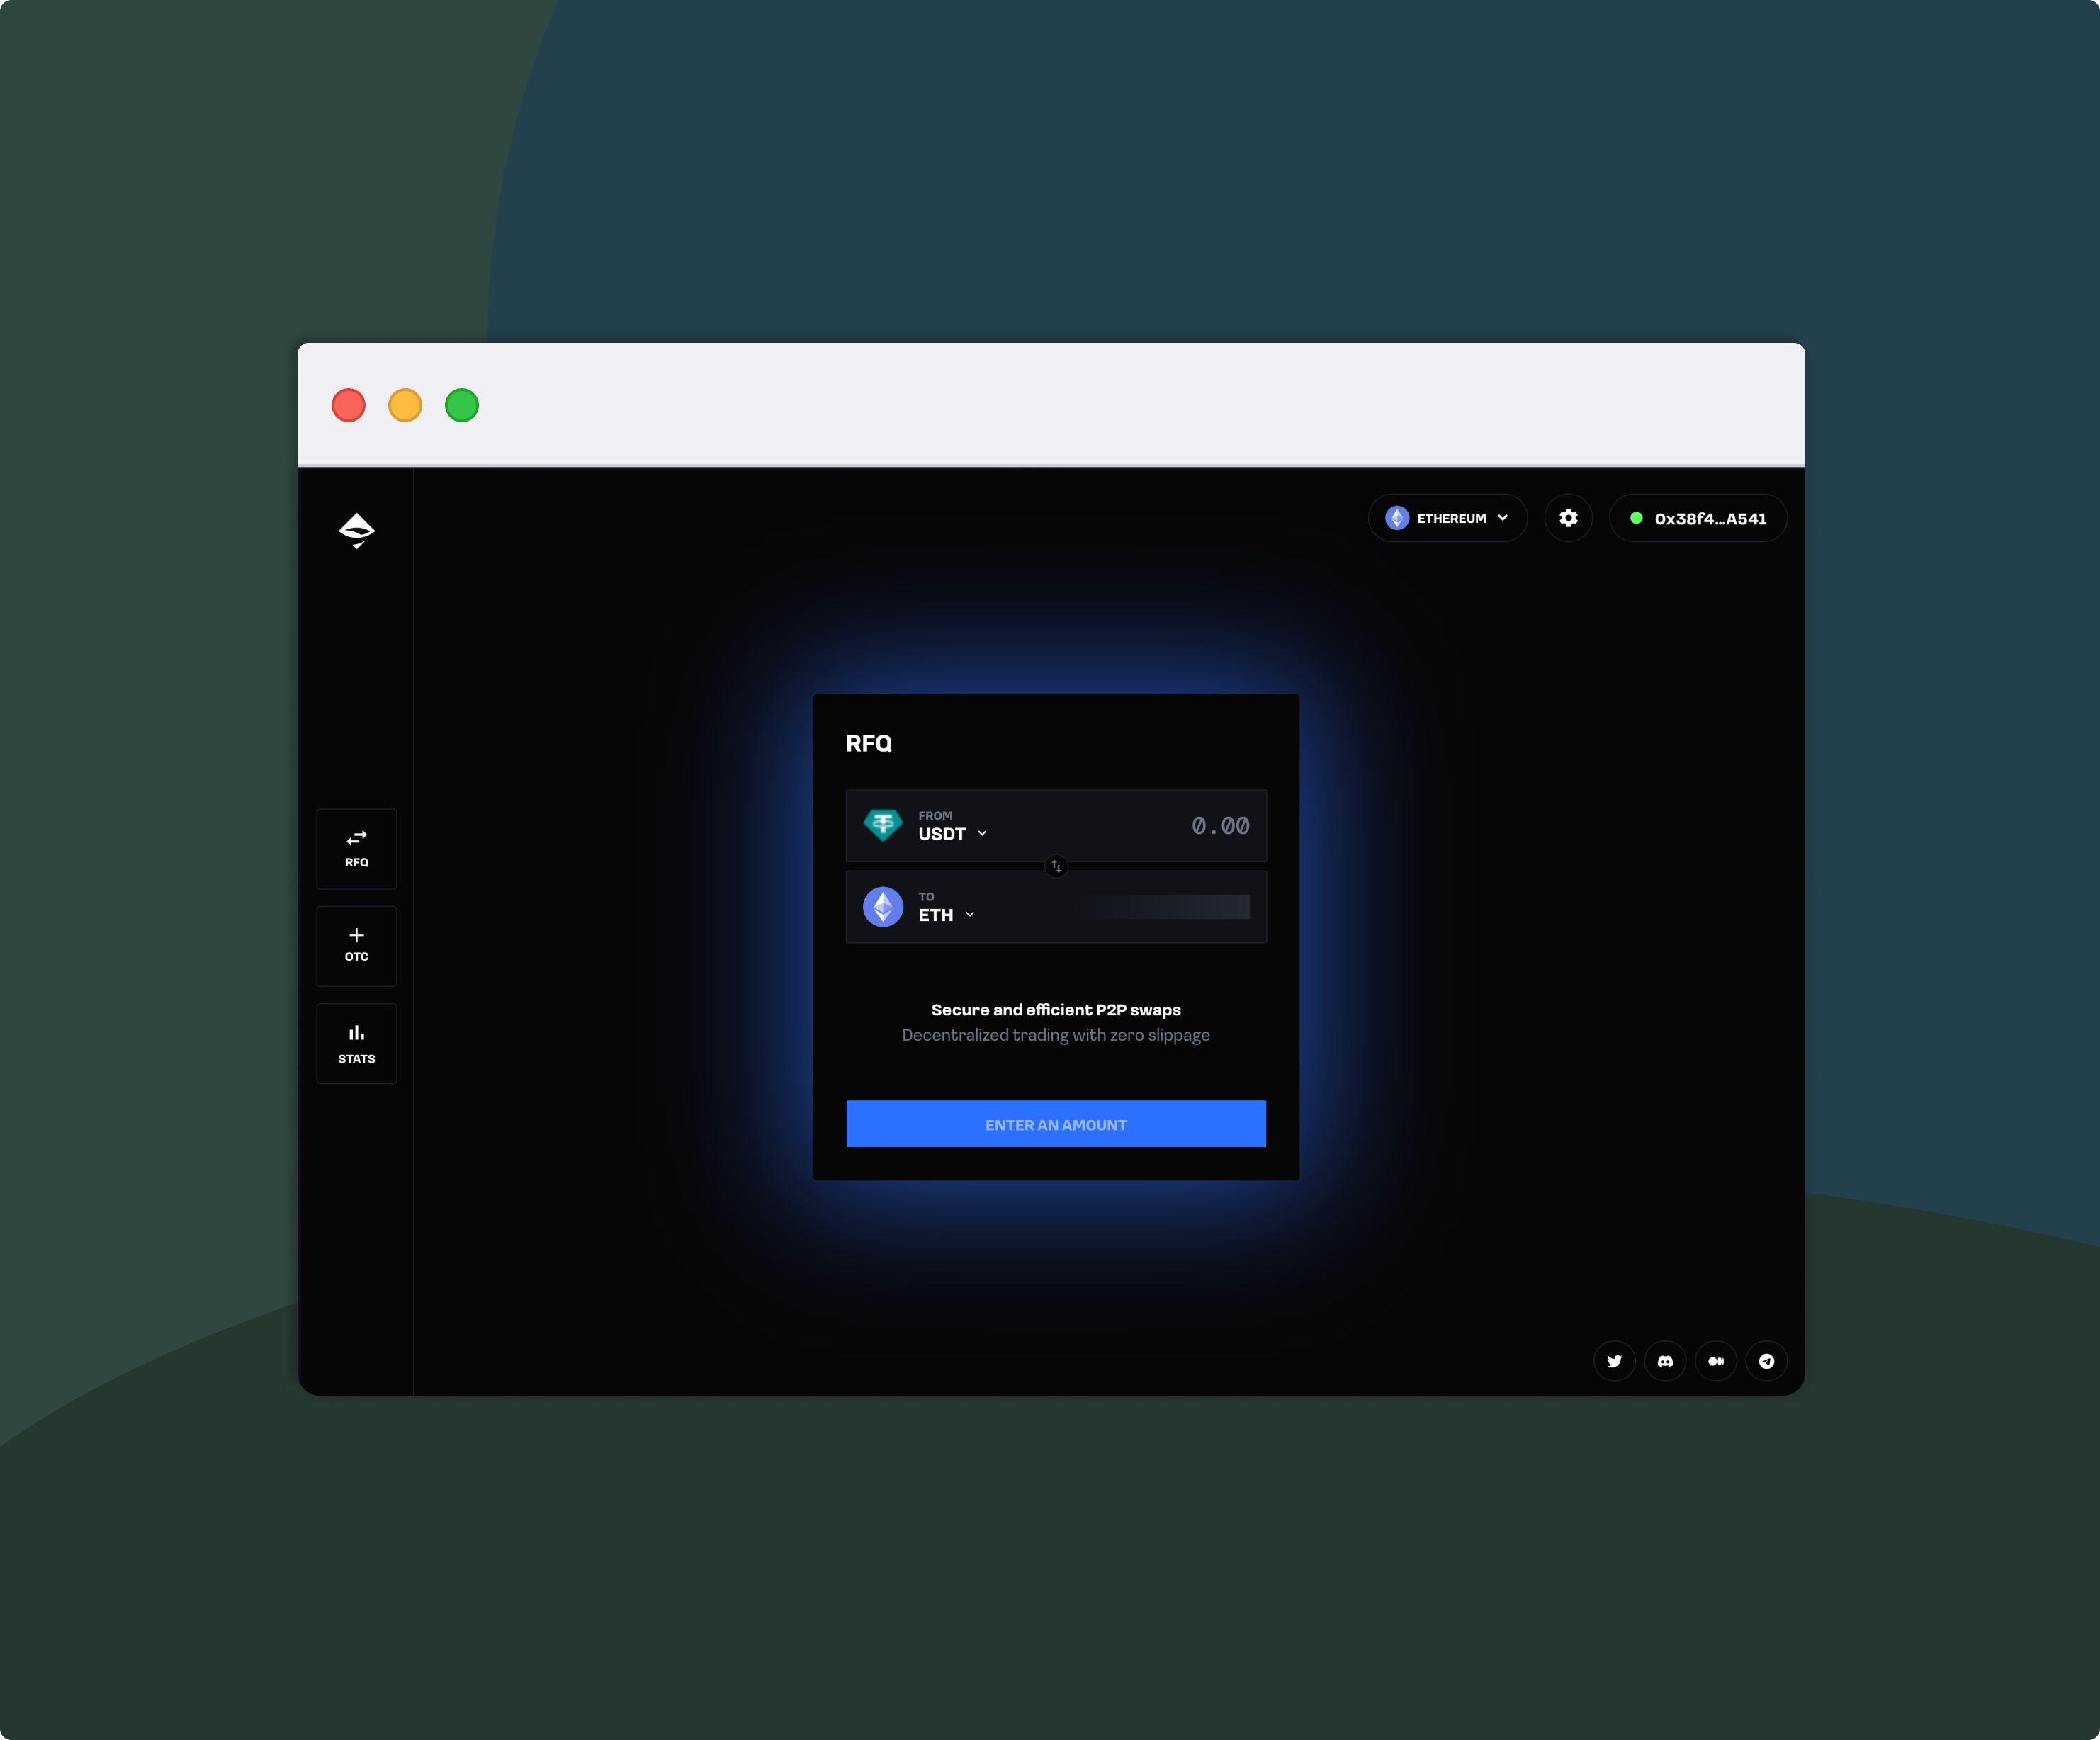 ETHEREUM
0x38f4...A541
RFQ
OTC
STATS
RFQ
FROM
USDT
0.00
TO
ETH
Secure and efficient P2P swaps
Decentralized trading with zero slippage
ENTER AN AMOUNT